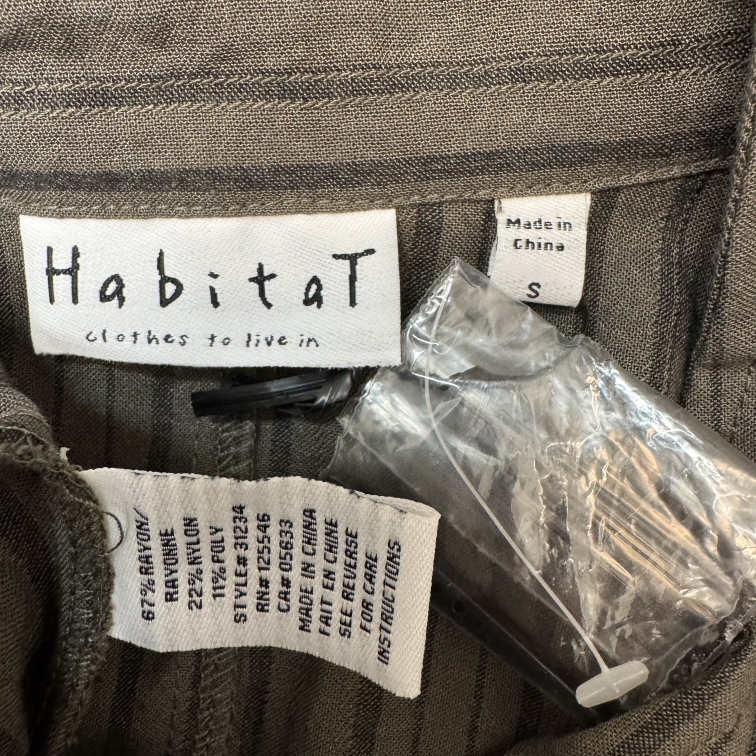 HabitaT
clothes to live in
Made in
China
S
67% RAYON/
RAYONNE
22% NYLON
11% POLY
STYLE# 31234
RN# 125546
CA# 05633
MADE IN CHINA
FAIT EN CHINE
SEE REVERSE
FOR CARE
INSTRUCTIONS